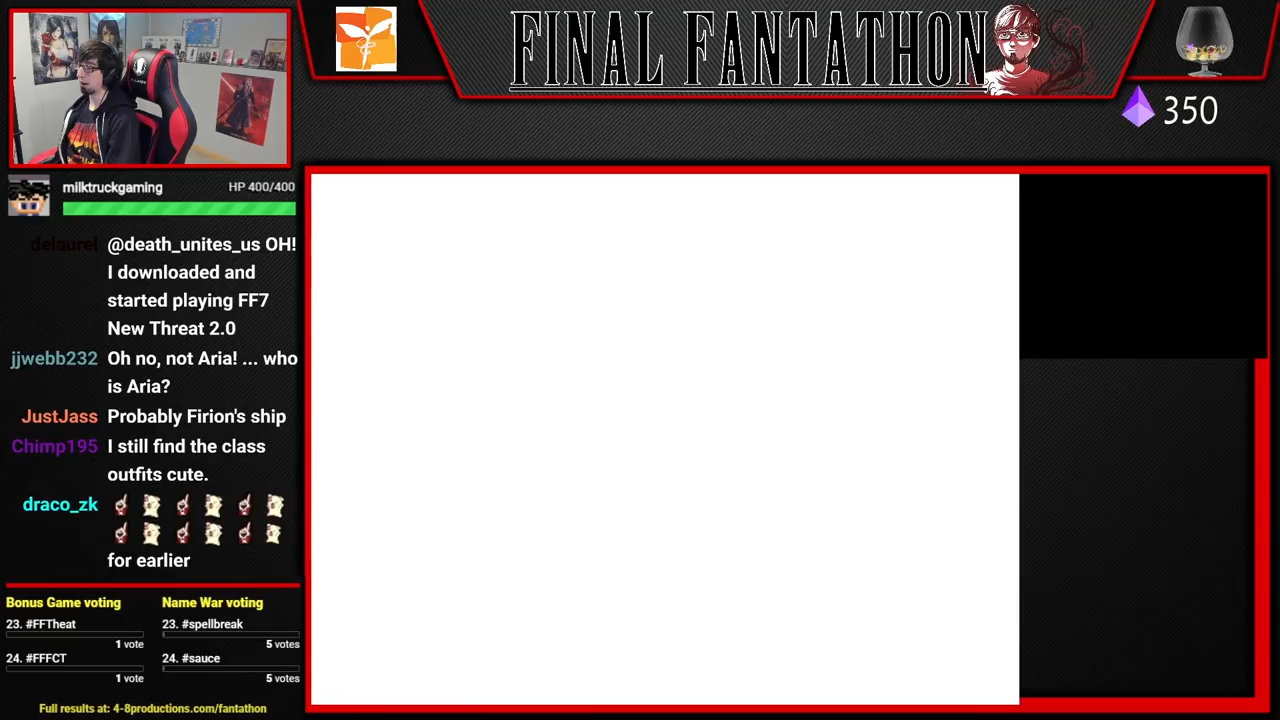 FINAL FANTATHON
350
milktruckgaming HP 400/400
delaurel @death_unites_us OH!
I downloaded and
started playing FF7
New Threat 2.0
jjwebb232 Oh no, not Aria! ... who
is Aria?
JustJass Probably Firion's ship
Chimp195 I still find the class
outfits cute.
draco_zk
for earlier
Bonus Game voting
23. #FFTheat
1 vote
24. #FFFCT
1 vote
Name War voting
23. #spellbreak
5 votes
24. #sauce
5 votes
Full results at: 4-8productions.com/fantathon